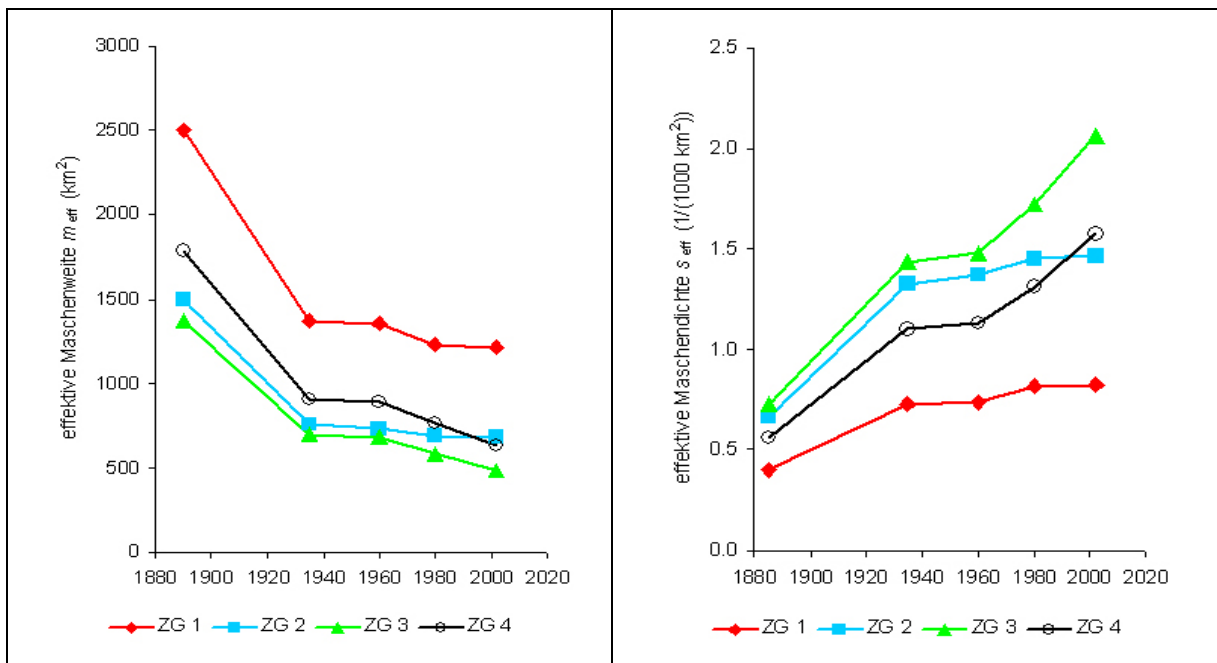 effektive Maschenweite m eff (km²)
3000
2500
2000
1500
1000
500
0
1880 1900 1920 1940 1960 1980 2000 2020
ZG 1 ZG 2 ZG 3 ZG 4
effektive Maschendichte s eff (1/(1000 km²))
2.5
2.0
1.5
1.0
0.5
0.0
1880 1900 1920 1940 1960 1980 2000 2020
ZG 1 ZG 2 ZG 3 ZG 4